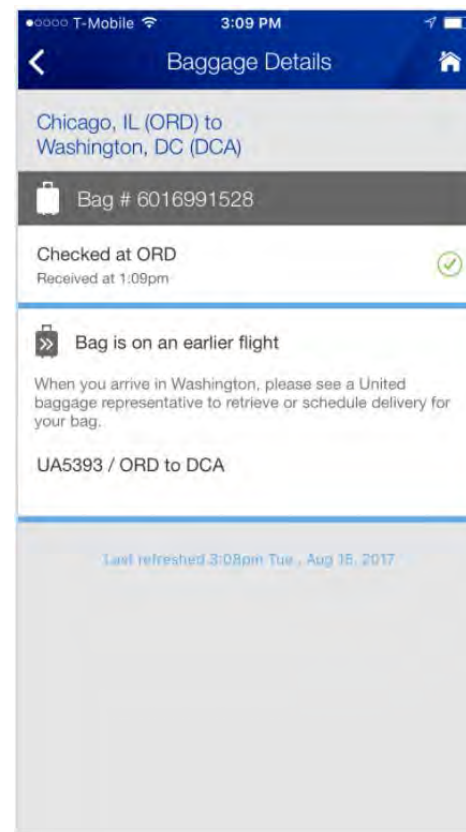 T-Mobile 3:09 PM
Baggage Details
Chicago, IL (ORD) to
Washington, DC (DCA)
Bag # 6016991528
Checked at ORD
Received at 1:09pm
Bag is on an earlier flight
When you arrive in Washington, please see a United
baggage representative to retrieve or schedule delivery for
your bag.
UA5393 / ORD to DCA
Last refreshed 3:08pm Tue , Aug 15, 2017